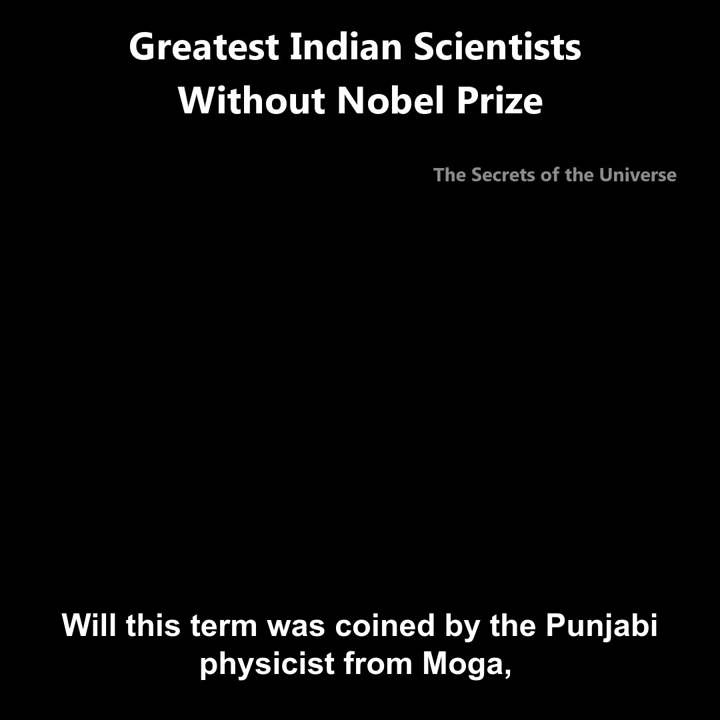 Greatest Indian Scientists
Without Nobel Prize
The Secrets of the Universe
Will this term was coined by the Punjabi
physicist from Moga,